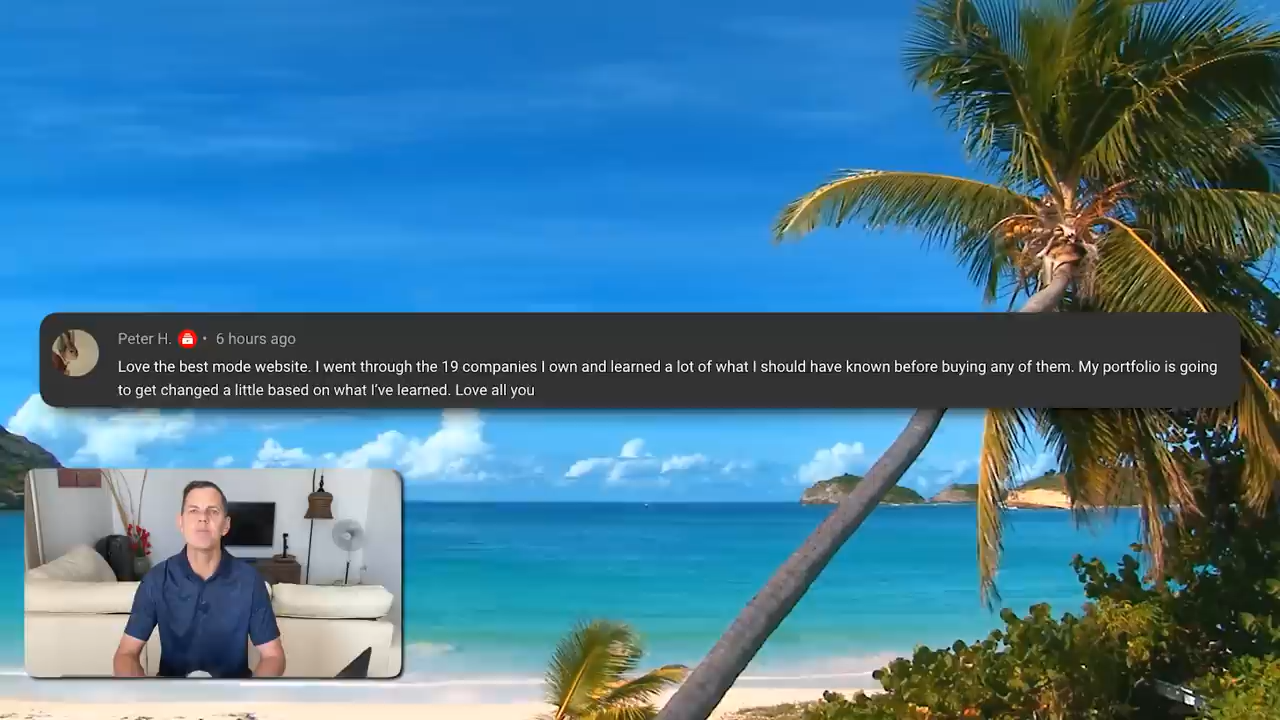 Peter H. • 6 hours ago
Love the best mode website. I went through the 19 companies I own and learned a lot of what I should have known before buying any of them. My portfolio is going
to get changed a little based on what I've learned. Love all you